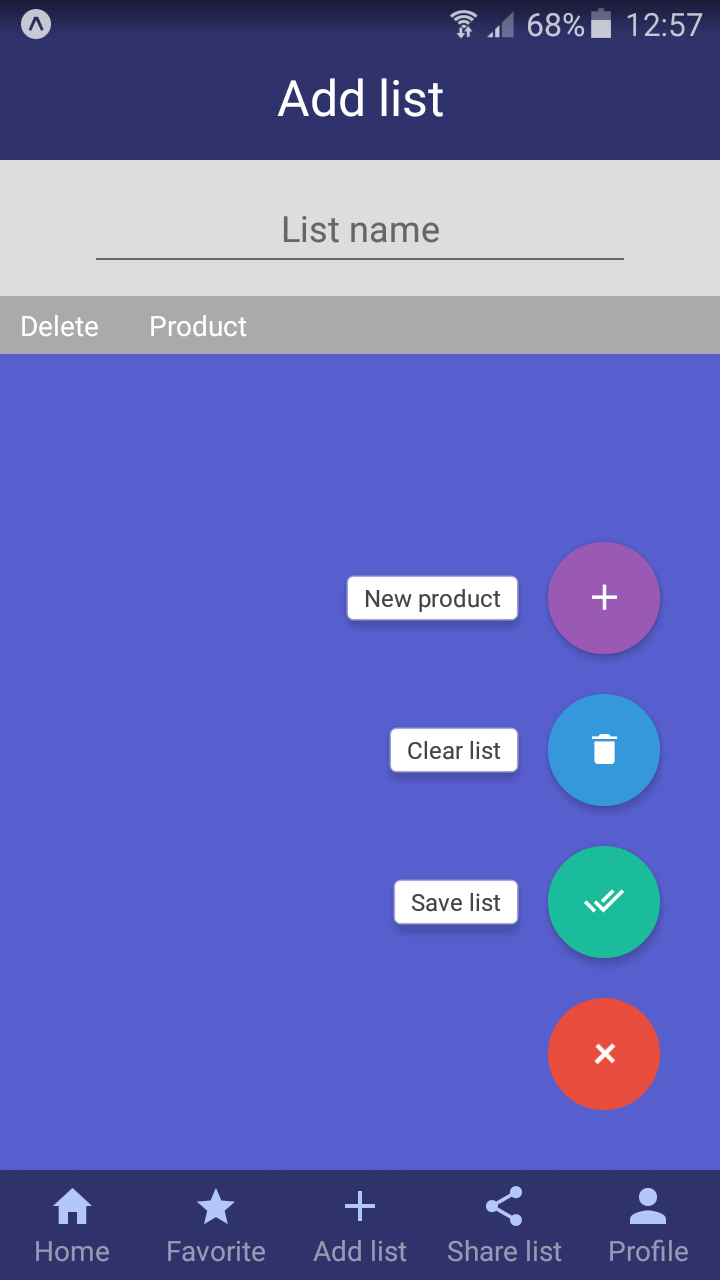 68% 12:57
Add list
List name
Delete Product
New product
Clear list
Save list
Home Favorite Add list Share list Profile